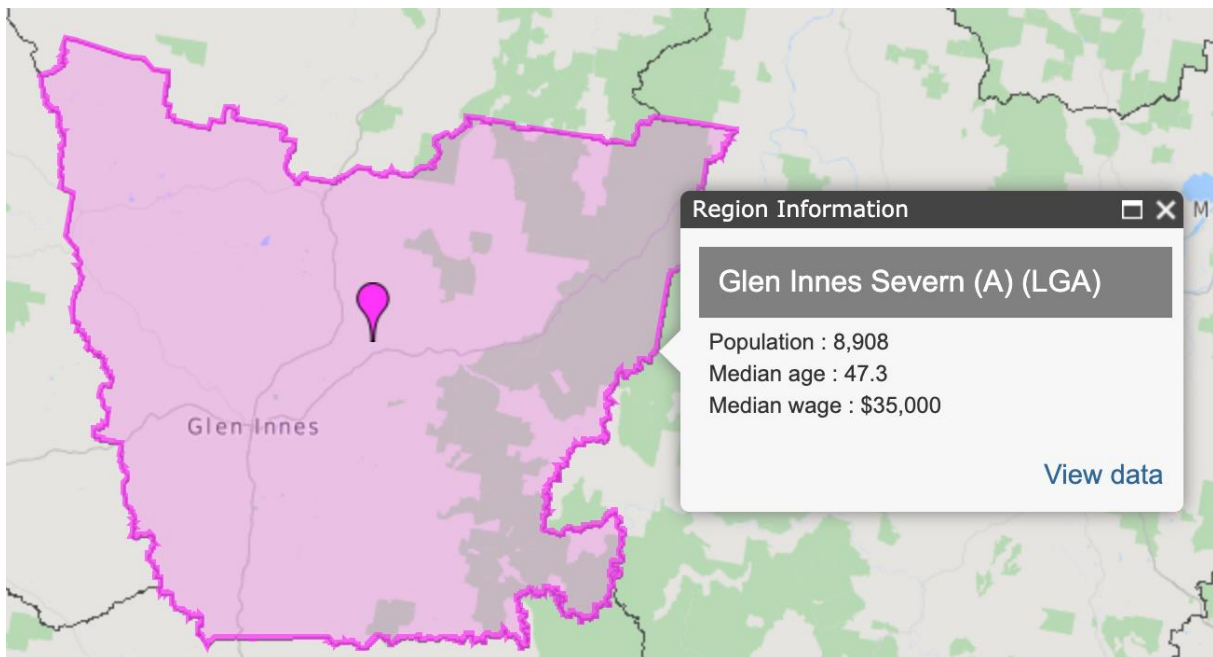 Region Information
M
Glen Innes Severn (A) (LGA)
Population : 8,908
Median age : 47.3
Median wage : $35,000
Glen Innes
View data